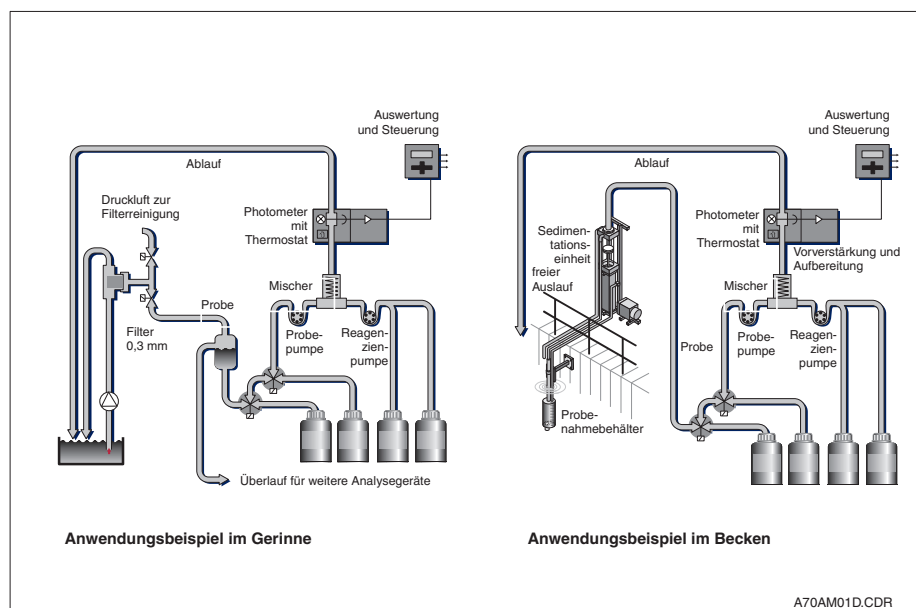 Auswertung
und Steuerung
Ablauf
Druckluft zur
Filterreinigung
Photometer
mit
Thermostat
Mischer
Probe
Filter
0,3 mm
Probe-
pumpe
Reagen-
zien-
pumpe
Überlauf für weitere Analysegeräte
Anwendungsbeispiel im Gerinne
Auswertung
und Steuerung
Ablauf
Photometer
mit
Thermostat
Vorverstärkung und
Aufbereitung
Sedimen-
tations-
einheit
freier
Auslauf
Mischer
Probe
Probe-
pumpe
Reagen-
zien-
pumpe
Probe-
nahmebehälter
Anwendungsbeispiel im Becken
A70AM01D.CDR